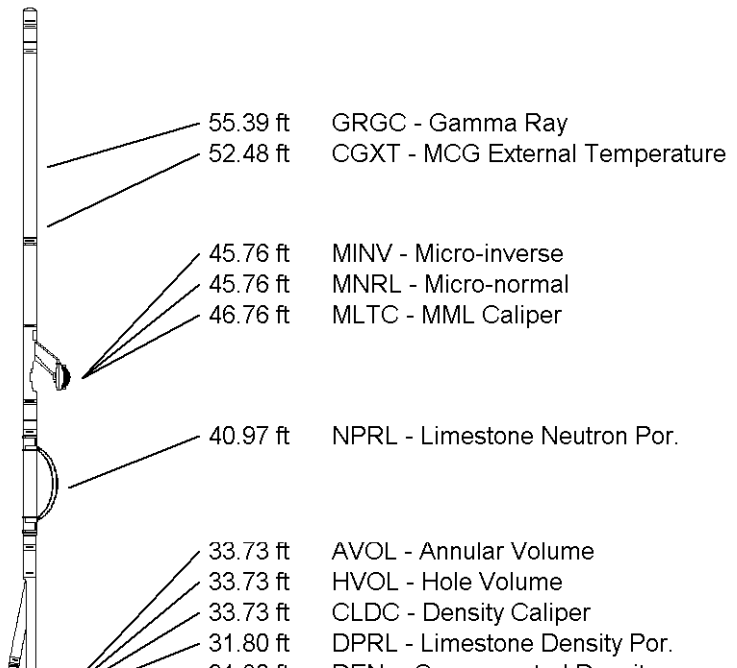 55.39 ft GRGC - Gamma Ray
52.48 ft CGXT - MCG External Temperature
45.76 ft MINV - Micro-inverse
45.76 ft MNRL - Micro-normal
46.76 ft MLTC - MML Caliper
40.97 ft NPRL - Limestone Neutron Por.
33.73 ft AVOL - Annular Volume
33.73 ft HVOL - Hole Volume
33.73 ft CLDC - Density Caliper
31.80 ft DPRL - Limestone Density Por.